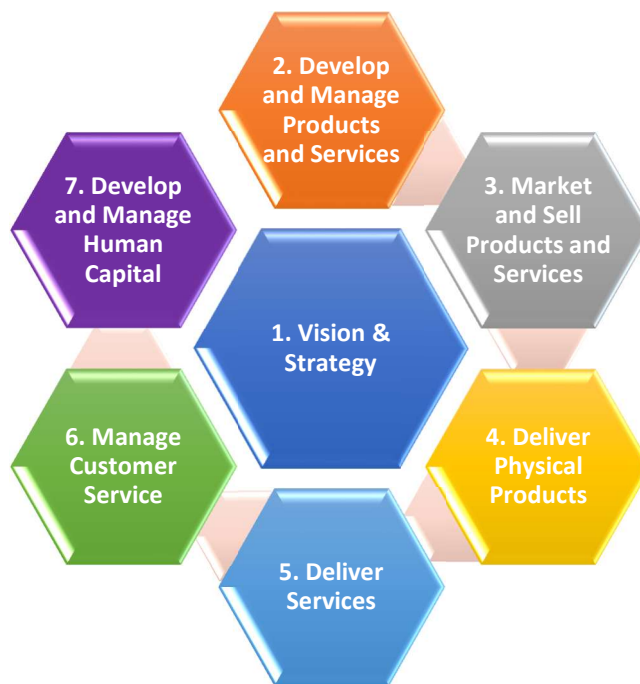 2. Develop
and Manage
Products
and Services
7. Develop
and Manage
Human
Capital
3. Market
and Sell
Products and
Services
1. Vision &
Strategy
6. Manage
Customer
Service
4. Deliver
Physical
Products
5. Deliver
Services